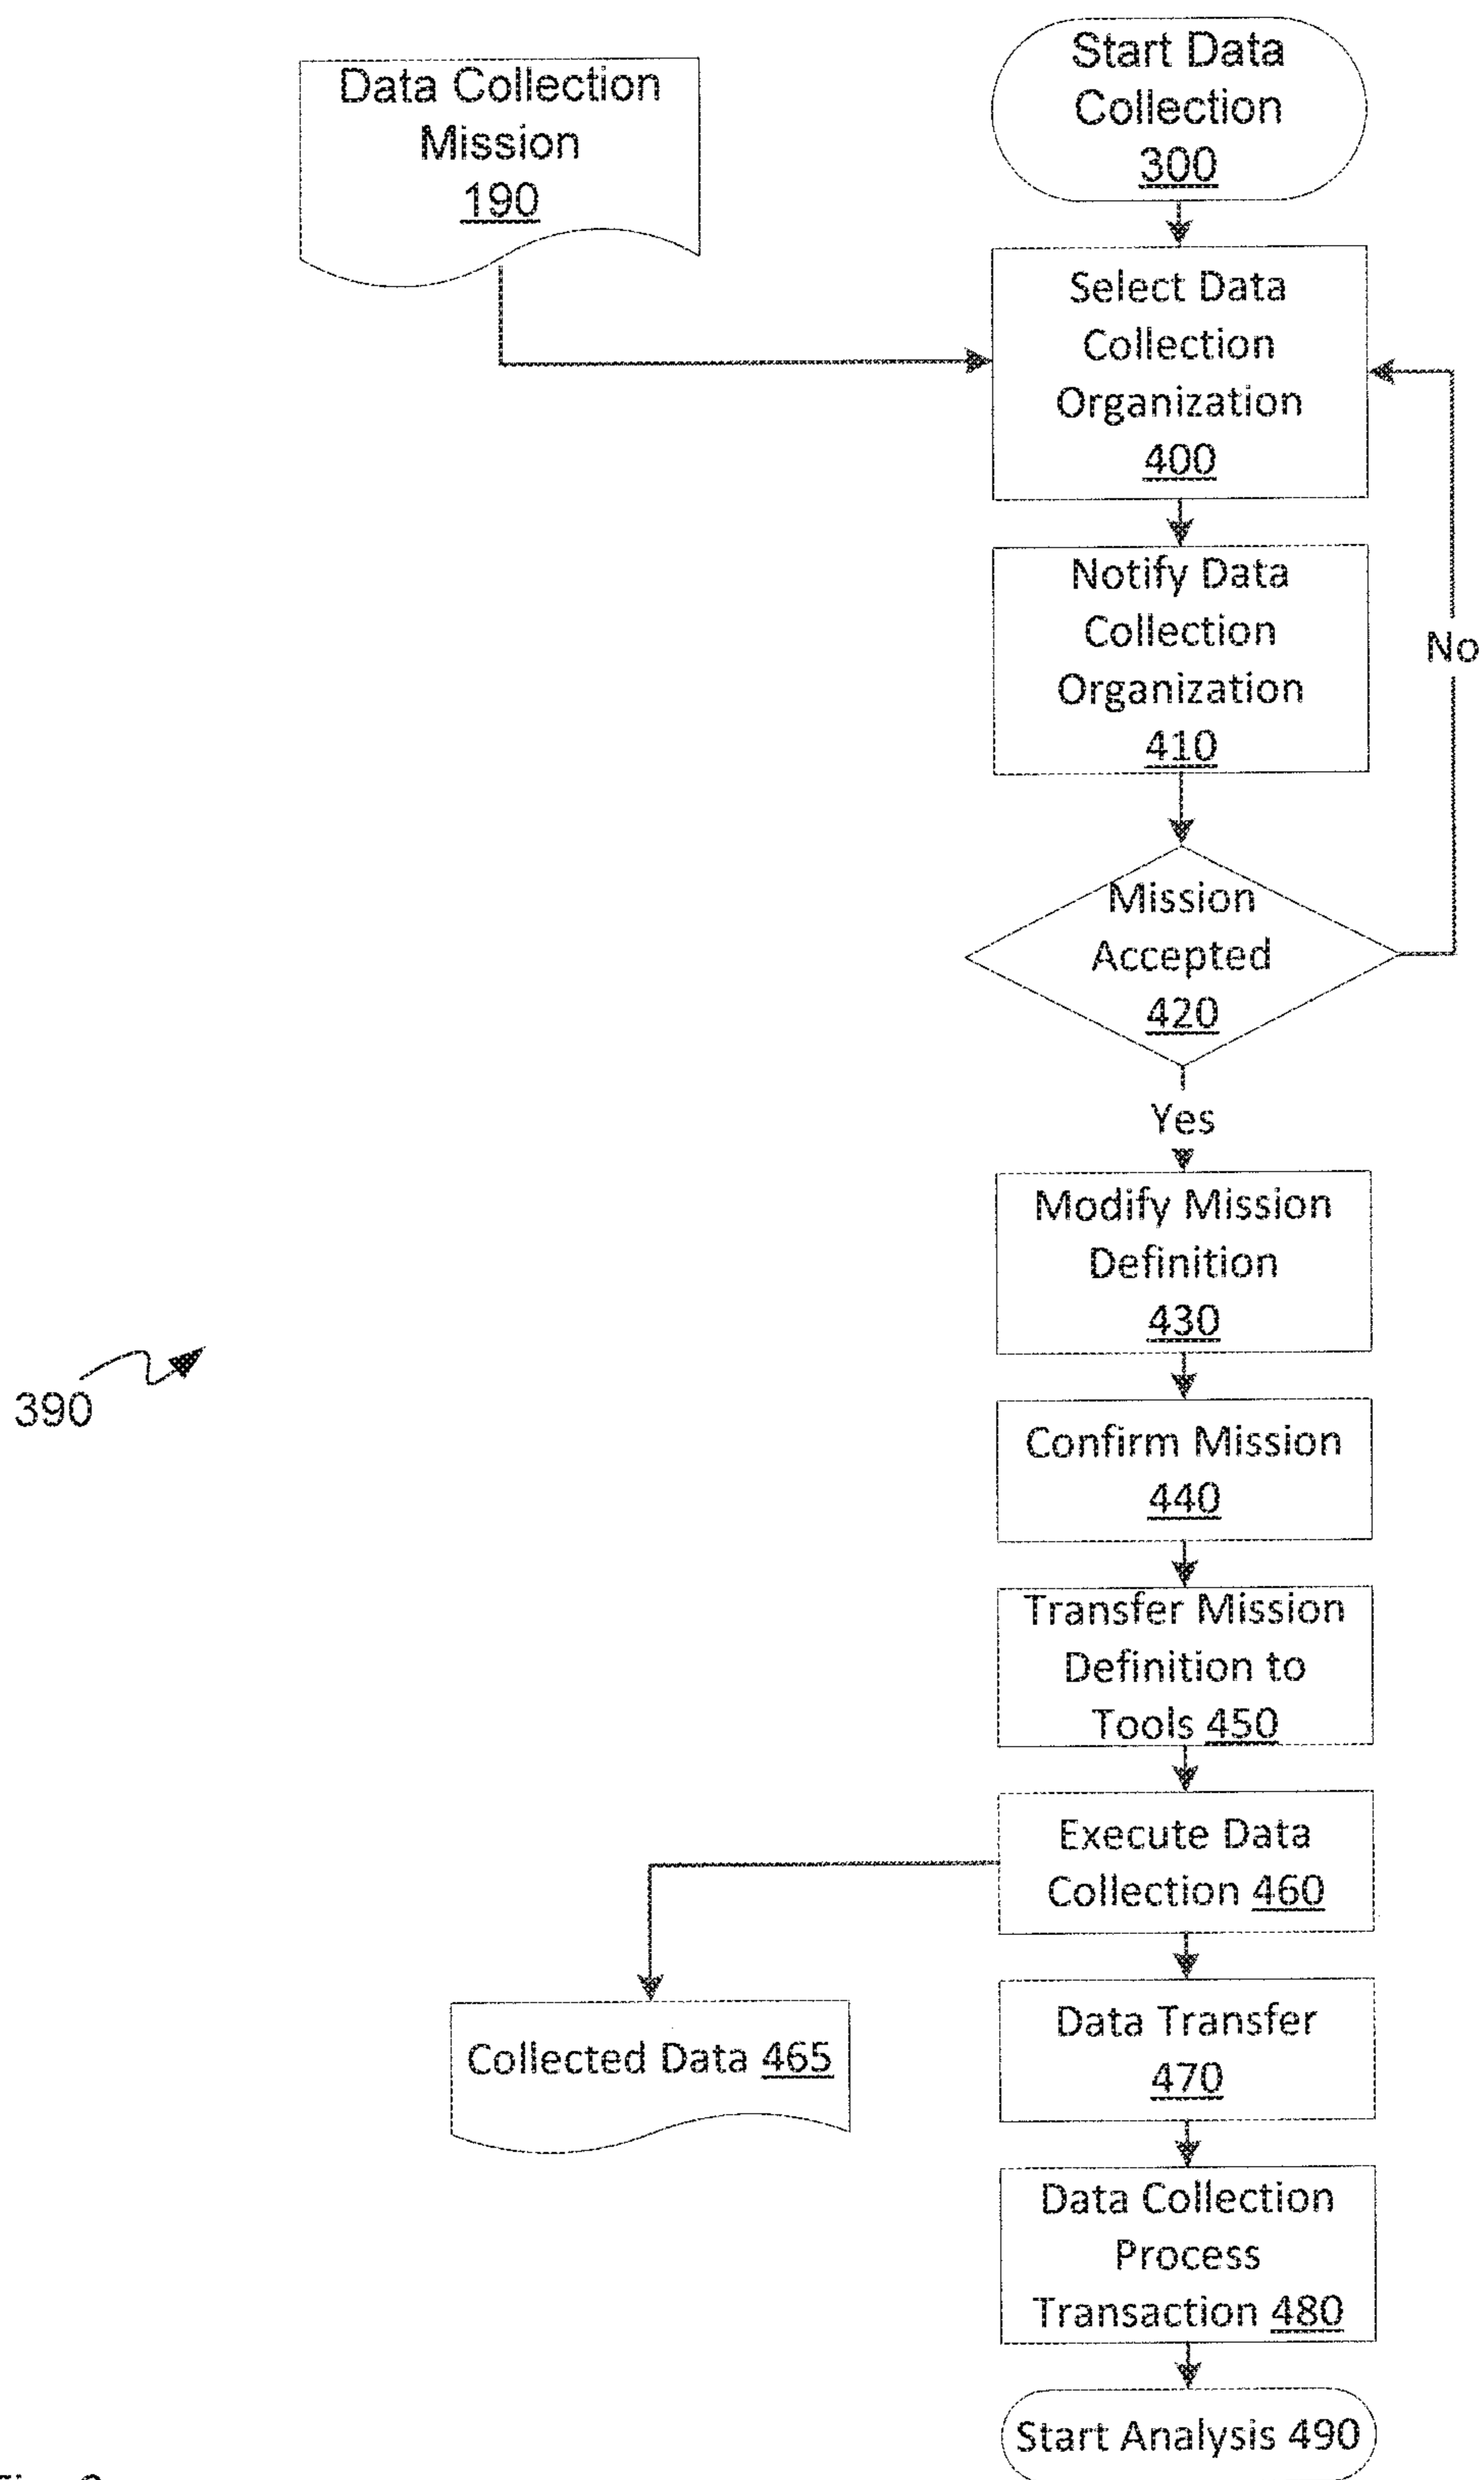 Data Collection
Mission
190
Start Data
Collection
300
Select Data
Collection
Organization
400
Notify Data
Collection
Organization
410
No
Mission
Accepted
420
Yes
Modify Mission
Definition
430
390
Confirm Mission
440
Transfer Mission
Definition to
Tools 450
Execute Data
Collection 460
Collected Data 465
Data Transfer
470
Data Collection
Process
Transaction 480
Start Analysis 490